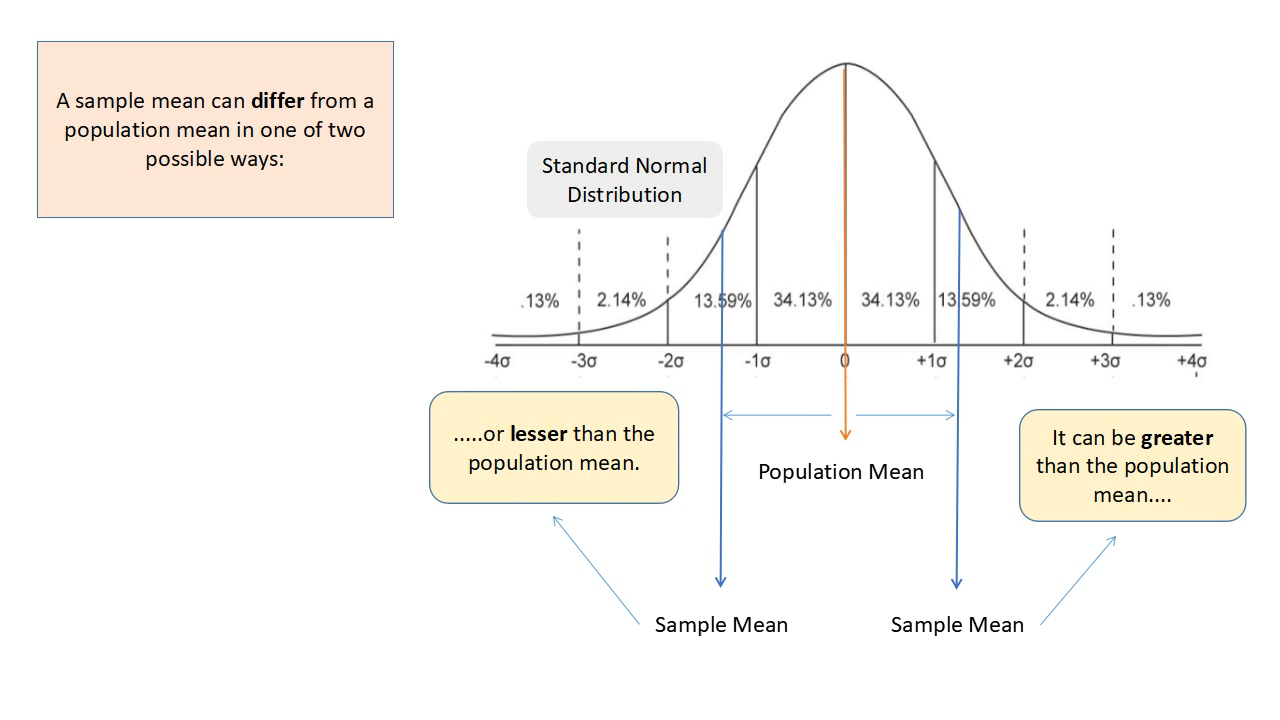 A sample mean can differ from a
population mean in one of two
possible ways:
Standard Normal
Distribution
.13% 2.14% 13.59% 34.13% 34.13% 13.59% 2.14% .13%
-4σ -3σ -2σ -1σ 0 +1σ +2σ +3σ +4σ
.....or lesser than the
population mean.
It can be greater
than the population
mean....
Population Mean
Sample Mean
Sample Mean